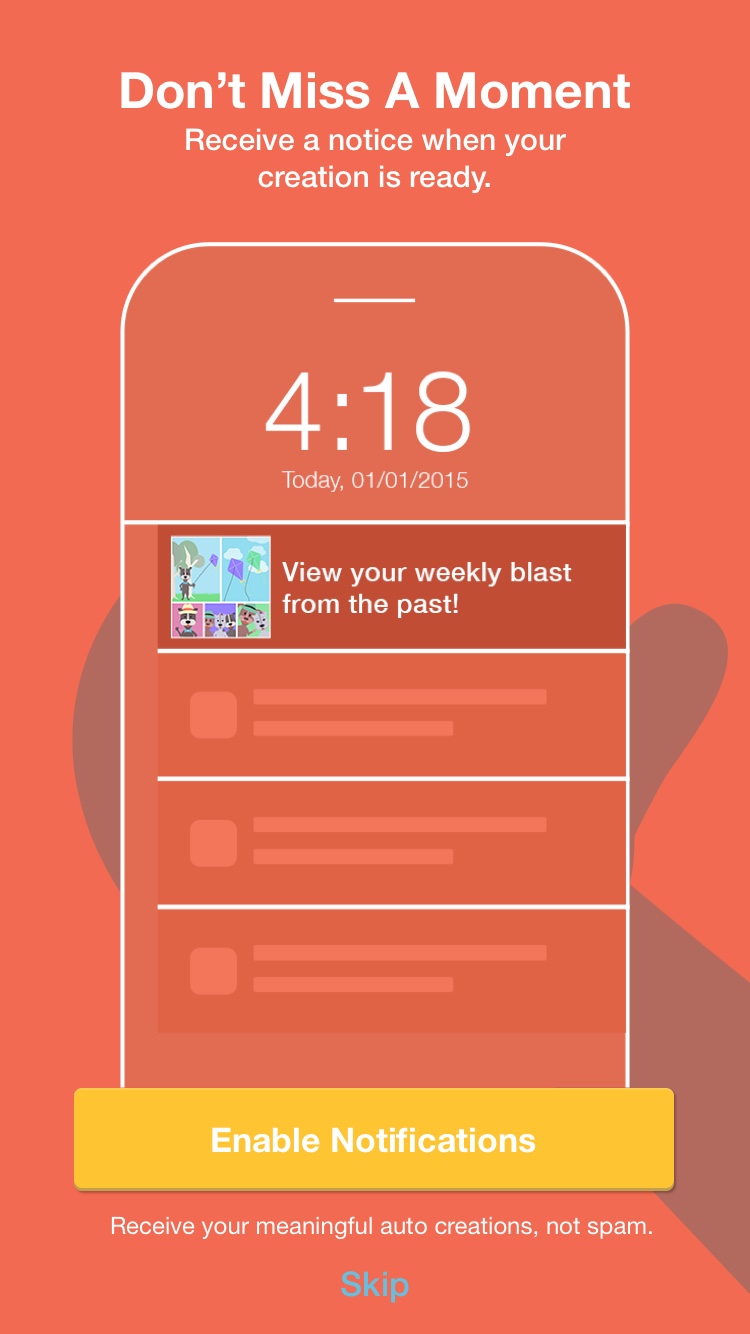 Don’t Miss A Moment
Receive a notice when your
creation is ready.
4:18
Today, 01/01/2015
View your weekly blast
from the past!
Enable Notifications
Receive your meaningful auto creations, not spam.
Skip